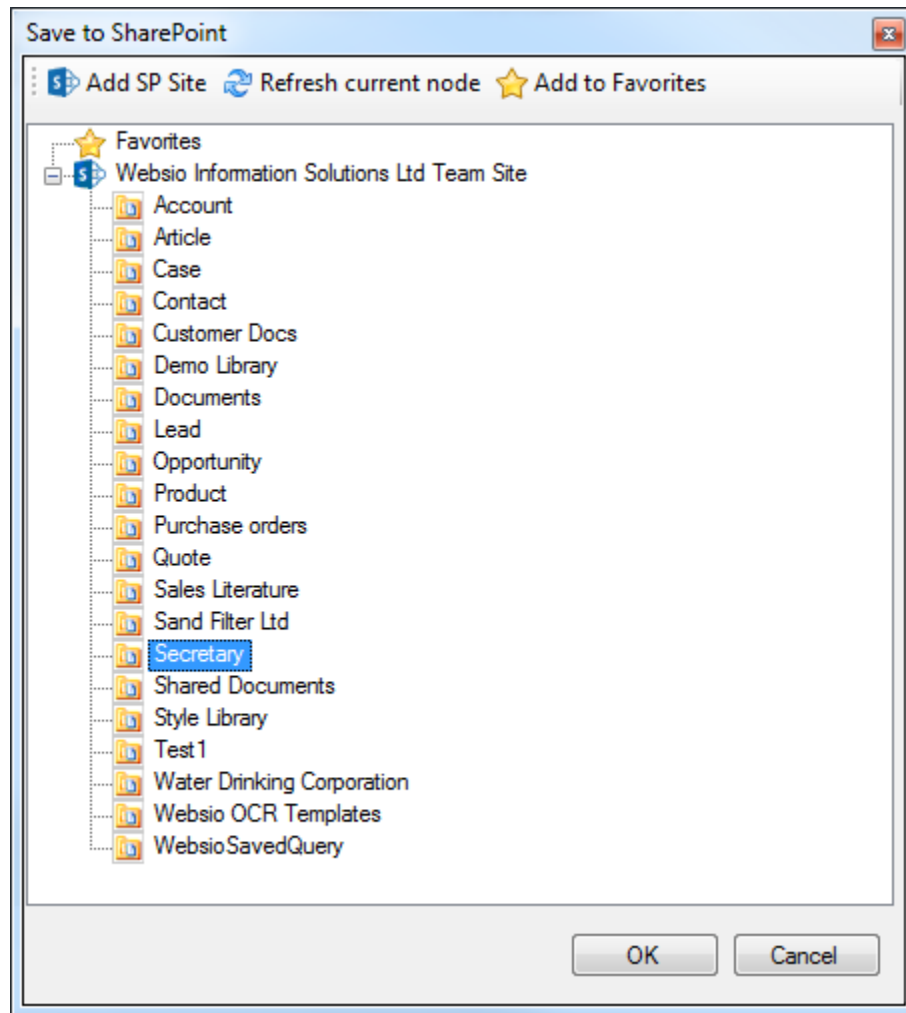 Save to SharePoint
Add SP Site Refresh current node Add to Favorites
Favorites
Websio Information Solutions Ltd Team Site
Account
Article
Case
Contact
Customer Docs
Demo Library
Documents
Lead
Opportunity
Product
Purchase orders
Quote
Sales Literature
Sand Filter Ltd
Secretary
Shared Documents
Style Library
Test1
Water Drinking Corporation
Websio OCR Templates
WebsioSavedQuery
OK Cancel